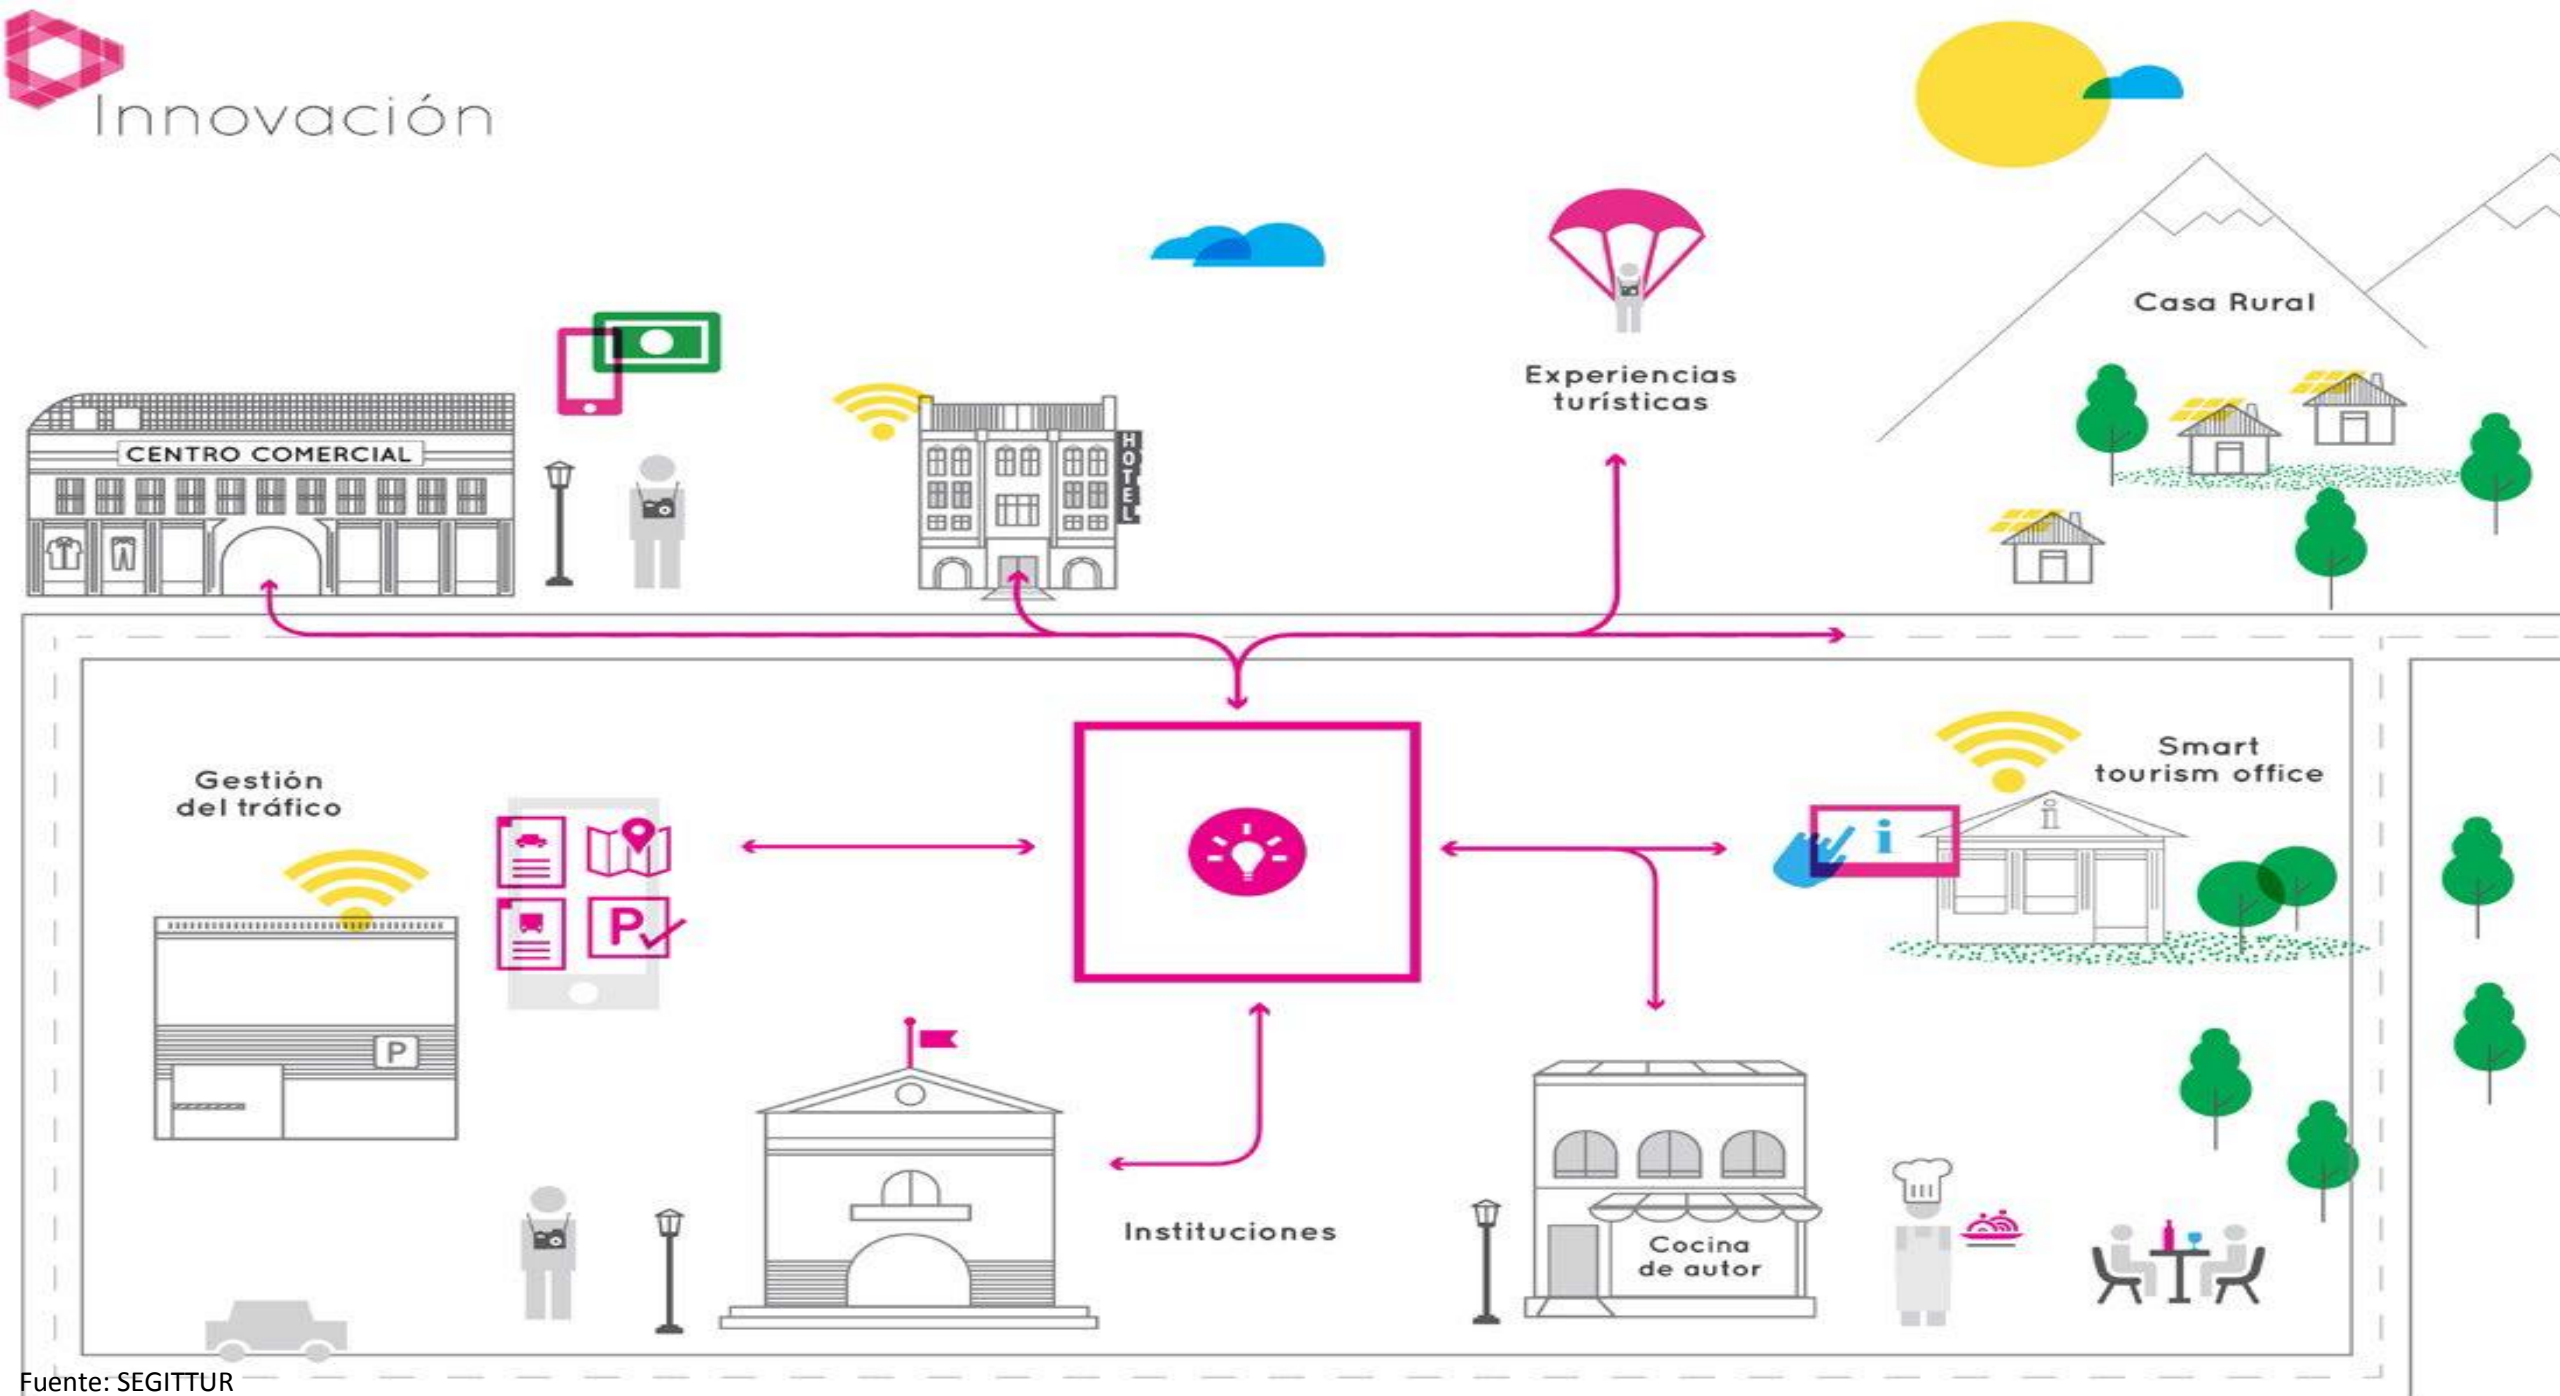 Innovación
Casa Rural
Experiencias
turísticas
CENTRO COMERCIAL
HOTEL
Smart
tourism office
Gestión
del tráfico
i
i
P
P
Instituciones
Cocina
de autor
Fuente: SEGITTUR